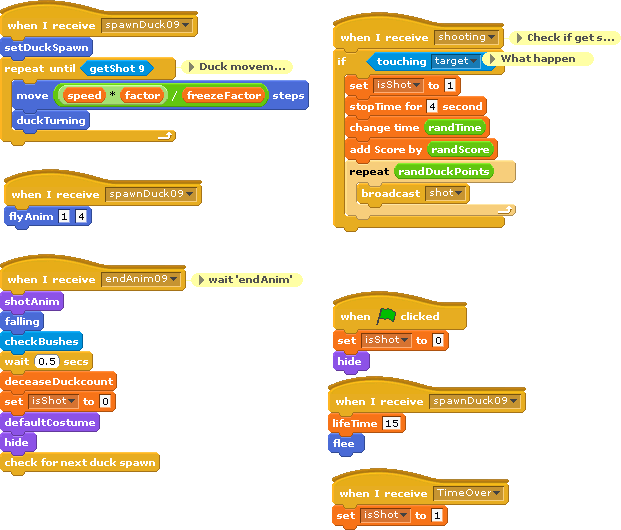 when I receive spawnDuck09
setDuckSpawn
repeat until getShot 9
Duck movem...
move speed * factor / freezeFactor steps
duckTurning
when I receive spawnDuck09
flyAnim 1 4
when I receive endAnim09
wait 'endAnim'
shotAnim
falling
checkBushes
wait 0.5 secs
deceaseDuckcount
set isShot to 0
defaultCostume
hide
check for next duck spawn
when I receive shooting
Check if get s...
if touching target
What happen
set isShot to 1
stopTime for 4 second
change time randTime
add Score by randScore
repeat randDuckPoints
broadcast shot
when clicked
set isShot to 0
hide
when I receive spawnDuck09
lifeTime 15
flee
when I receive TimeOver
set isShot to 1